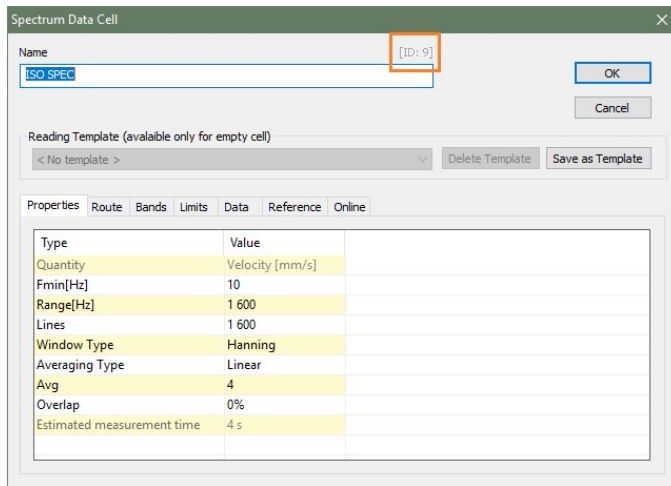 Spectrum Data Cell
Name [ID: 9]
ISO SPEC
OK
Cancel
Reading Template (avalaible only for empty cell)
< No template > Delete Template Save as Template
Properties Route Bands Limits Data Reference Online
Type Value
Quantity Velocity [mm/s]
Fmin[Hz] 10
Range[Hz] 1 600
Lines 1 600
Window Type Hanning
Averaging Type Linear
Avg 4
Overlap 0%
Estimated measurement time 4 s